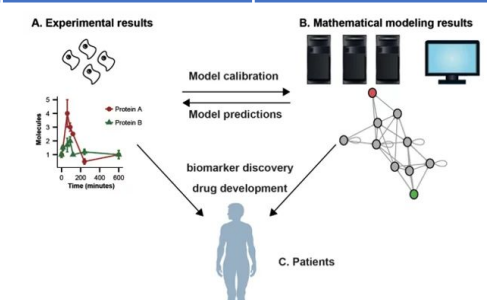 A. Experimental results
B. Mathematical modeling results
Model calibration
Model predictions
Molecules
5
4
3
2
1
Protein A
Protein B
0
200
400
600
Time (minutes)
biomarker discovery
drug development
C. Patients